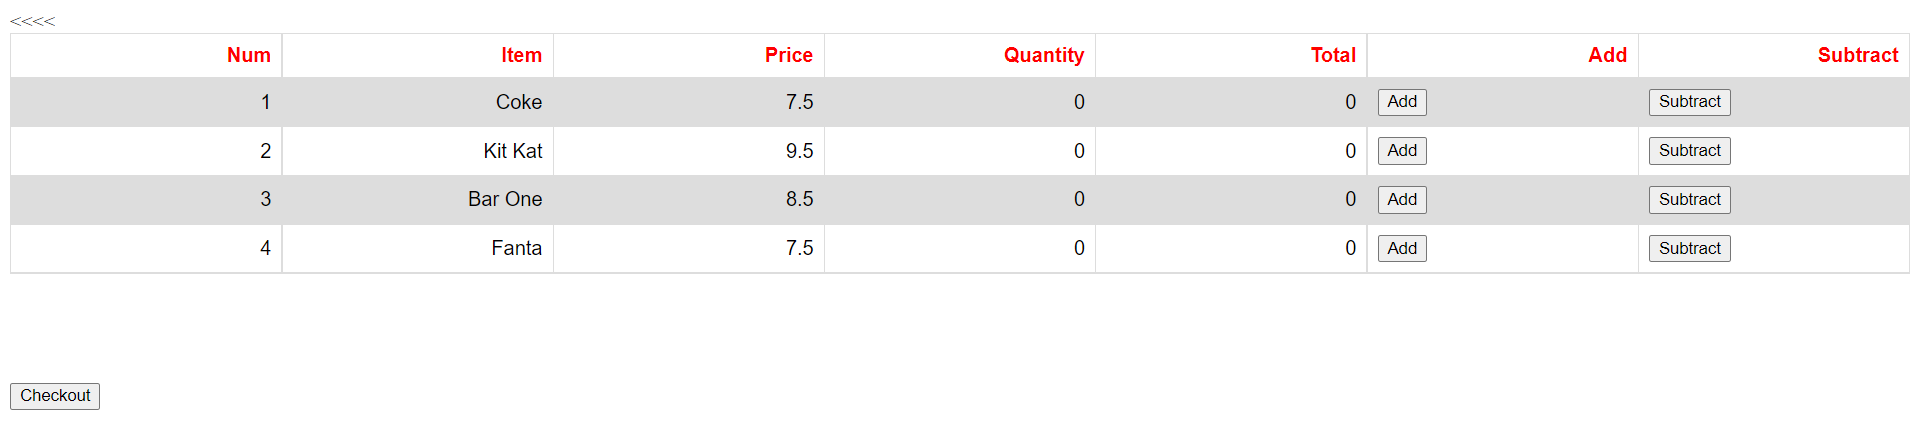 <<<<
Num Item Price Quantity Total Add Subtract
1 Coke 7.5 0 0 Add Subtract
2 Kit Kat 9.5 0 0 Add Subtract
3 Bar One 8.5 0 0 Add Subtract
4 Fanta 7.5 0 0 Add Subtract
Checkout